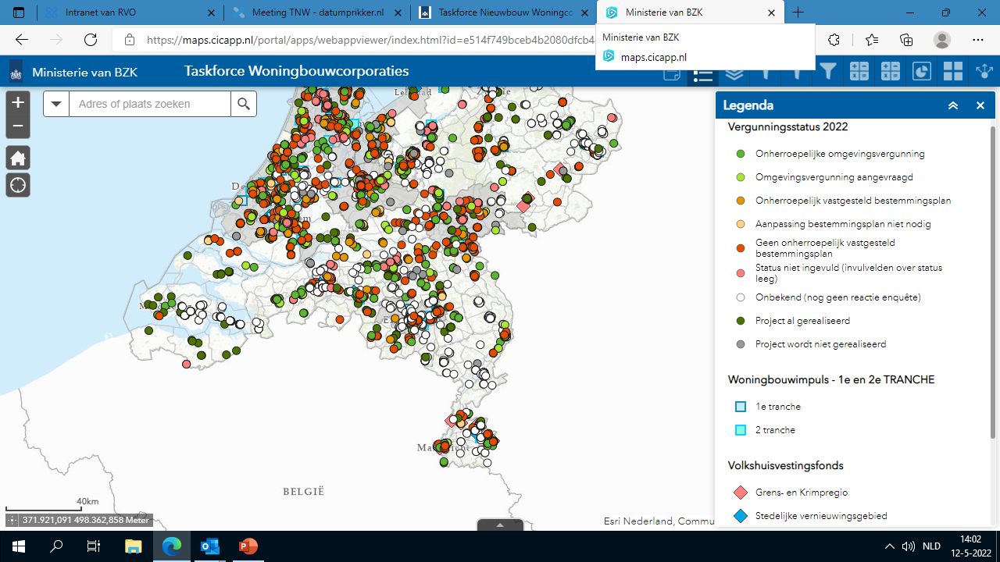 Intranet van RVO
Meeting TNW - datumprikker.nl
Taskforce Nieuwbouw Woningco
Ministerie van BZK
https://maps.cicapp.nl/portal/apps/webappviewer/index.html?id=e514f749bceb4b2080dfcb4
Ministerie van BZK
maps.cicapp.nl
Ministerie van BZK
Taskforce Woningbouwcorporaties
Adres of plaats zoeken
Legenda
Vergunningsstatus 2022
Onherroepelijke omgevingsvergunning
Omgevingsvergunning aangevraagd
Onherroepelijk vastgesteld bestemmingsplan
Aanpassing bestemmingsplan niet nodig
Geen onherroepelijk vastgesteld
bestemmingsplan
Status niet ingevuld (invulvelden over status
leeg)
Onbekend (nog geen reactie enquête)
Project al gerealiseerd
Project wordt niet gerealiseerd
Woningbouwimpuls - 1e en 2e TRANCHE
1e tranche
2 tranche
Volkshuisvestingsfonds
Grens- en Krimpregio
Stedelijke vernieuwingsgebied
BELGIË
40km
371.921,091 498.362,858 Meter
Esri Nederland, Commu
NLD
14:02
12-5-2022